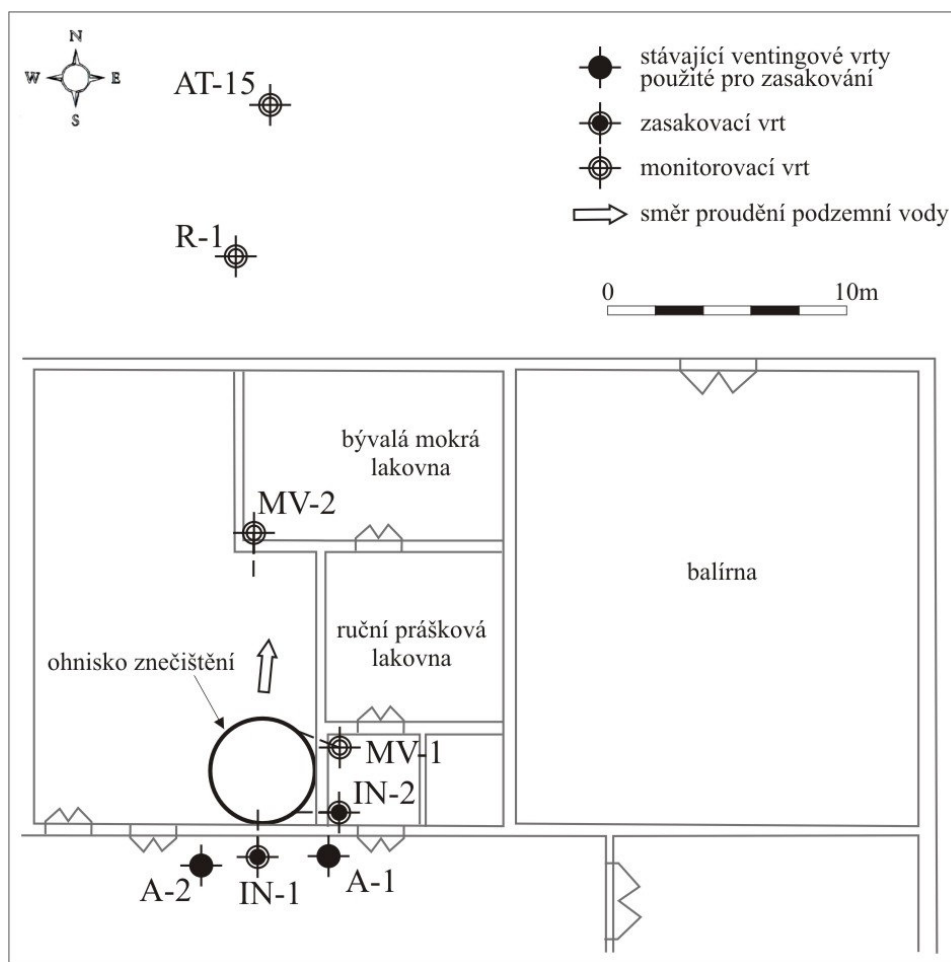 N
W E
S
AT-15
R-1
stávající ventingové vrty
použité pro zasakování
zasakovací vrt
monitorovací vrt
směr proudění podzemní vody
0 10m
bývalá mokrá
lakovna
MV-2
balírna
ruční prášková
lakovna
ohnisko znečištění
MV-1
IN-2
A-2
IN-1
A-1